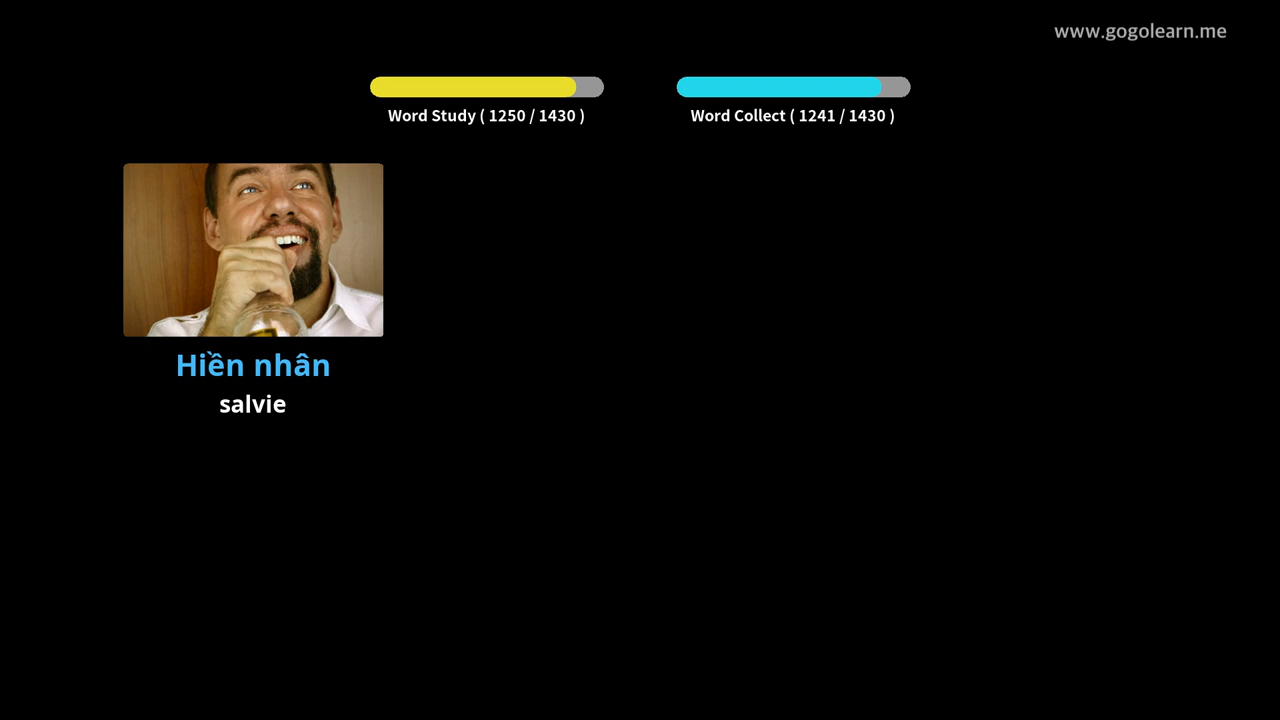 www.gogolearn.me
Word Study ( 1250 / 1430 )
Word Collect ( 1241 / 1430 )
Hiền nhân
salvie